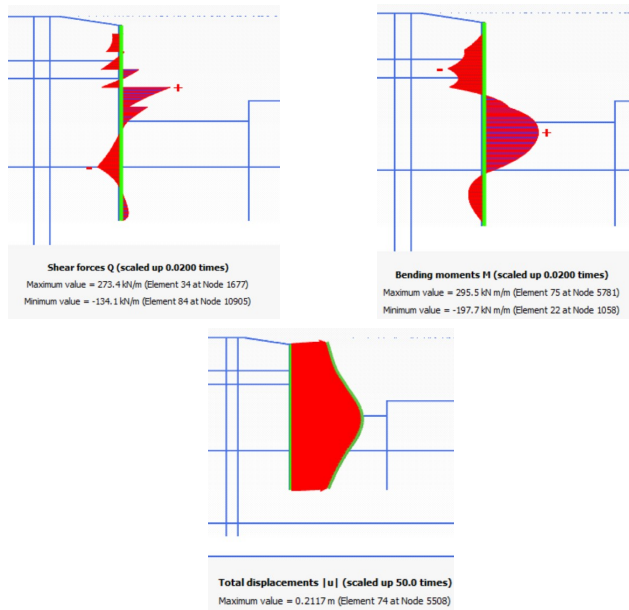 -
+
Shear forces Q (scaled up 0.0200 times)
Maximum value = 273.4 kN/m (Element 34 at Node 1677)
Minimum value = -134.1 kN/m (Element 84 at Node 10905)
-
+
Bending moments M (scaled up 0.0200 times)
Maximum value = 295.5 kN m/m (Element 75 at Node 5781)
Minimum value = -197.7 kN m/m (Element 22 at Node 1058)
Total displacements |u| (scaled up 50.0 times)
Maximum value = 0.2117 m (Element 74 at Node 5508)